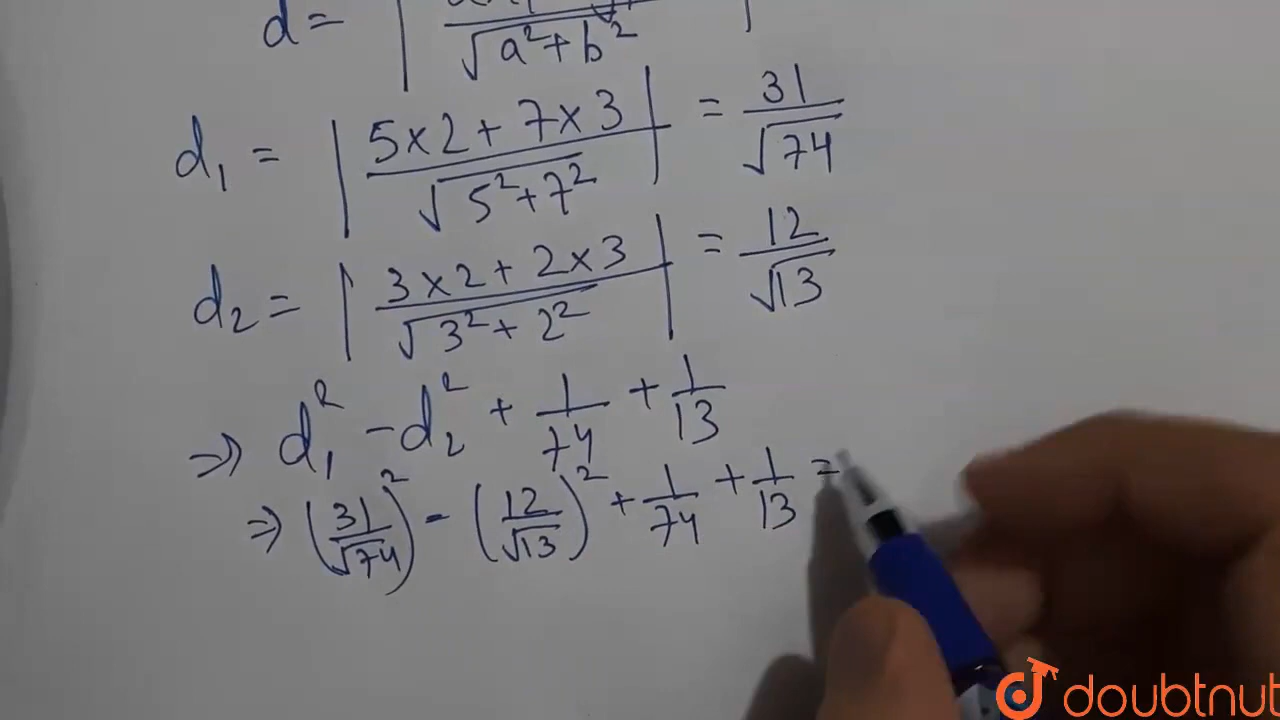 d = | / √a²+b² |
d₁ = | 5×2 + 7×3 / √5²+7² | = 31/√74
d₂ = | 3×2 + 2×3 / √3²+2² | = 12/√13
⇒ d₁² - d₂² + 1/74 + 1/13
⇒ (31/√74)² - (12/√13)² + 1/74 + 1/13 =
doubtnut